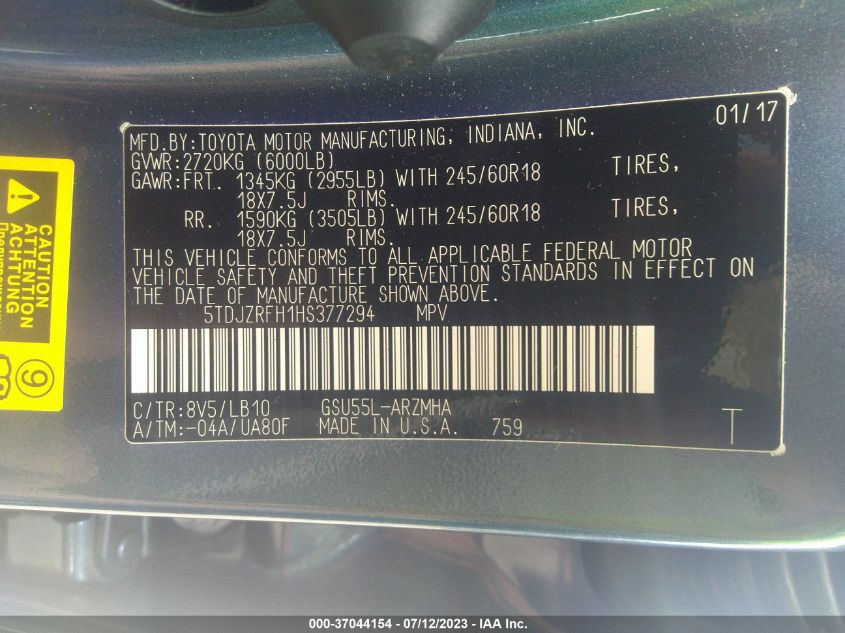 MFD.BY:TOYOTA MOTOR MANUFACTURING, INDIANA, INC. 01/17
GVWR:2720KG (6000LB)
GAWR:FRT. 1345KG (2955LB) WITH 245/60R18 TIRES,
18X7.5J RIMS.
RR. 1590KG (3505LB) WITH 245/60R18 TIRES,
18X7.5J RIMS.
THIS VEHICLE CONFORMS TO ALL APPLICABLE FEDERAL MOTOR
VEHICLE SAFETY AND THEFT PREVENTION STANDARDS IN EFFECT ON
THE DATE OF MANUFACTURE SHOWN ABOVE.
5TDJZRFH1HS377294 MPV
C/TR:8V5/LB10 GSU55L-ARZMHA
A/TM:-04A/UA80F MADE IN U.S.A. 759 T
CAUTION
ATTENTION
ACHTUNG
9
000-37044154 - 07/12/2023 - IAA Inc.